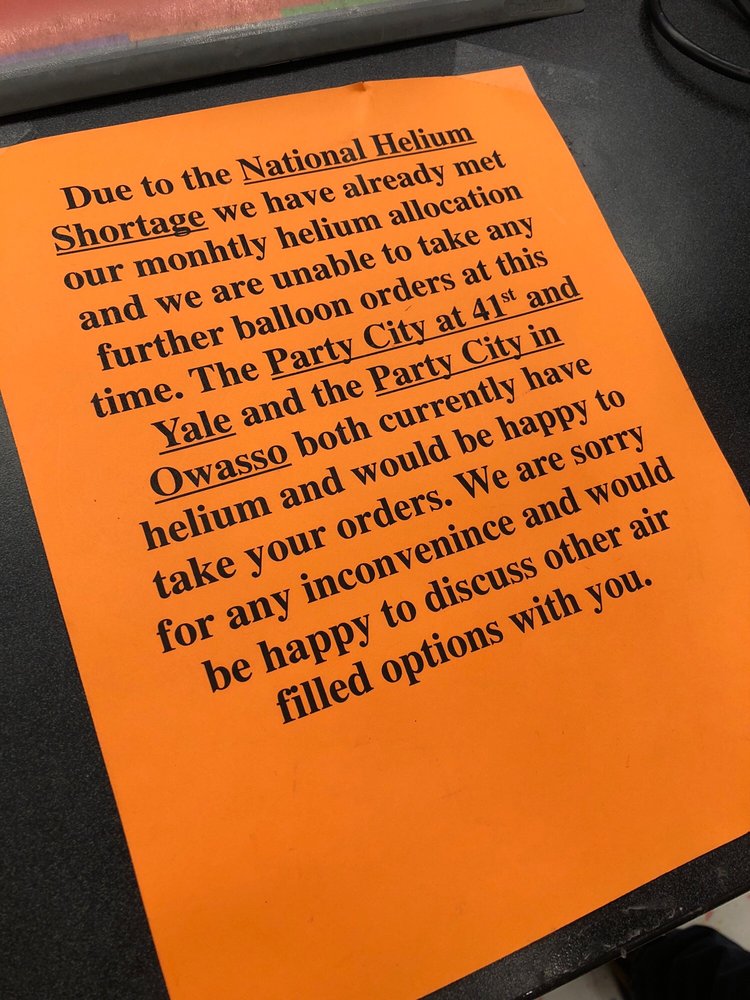 Due to the National Helium
Shortage we have already met
our monhtly helium allocation
and we are unable to take any
further balloon orders at this
time. The Party City at 41st and
Yale and the Party City in
Owasso both currently have
helium and would be happy to
take your orders. We are sorry
for any inconvenince and would
be happy to discuss other air
filled options with you.